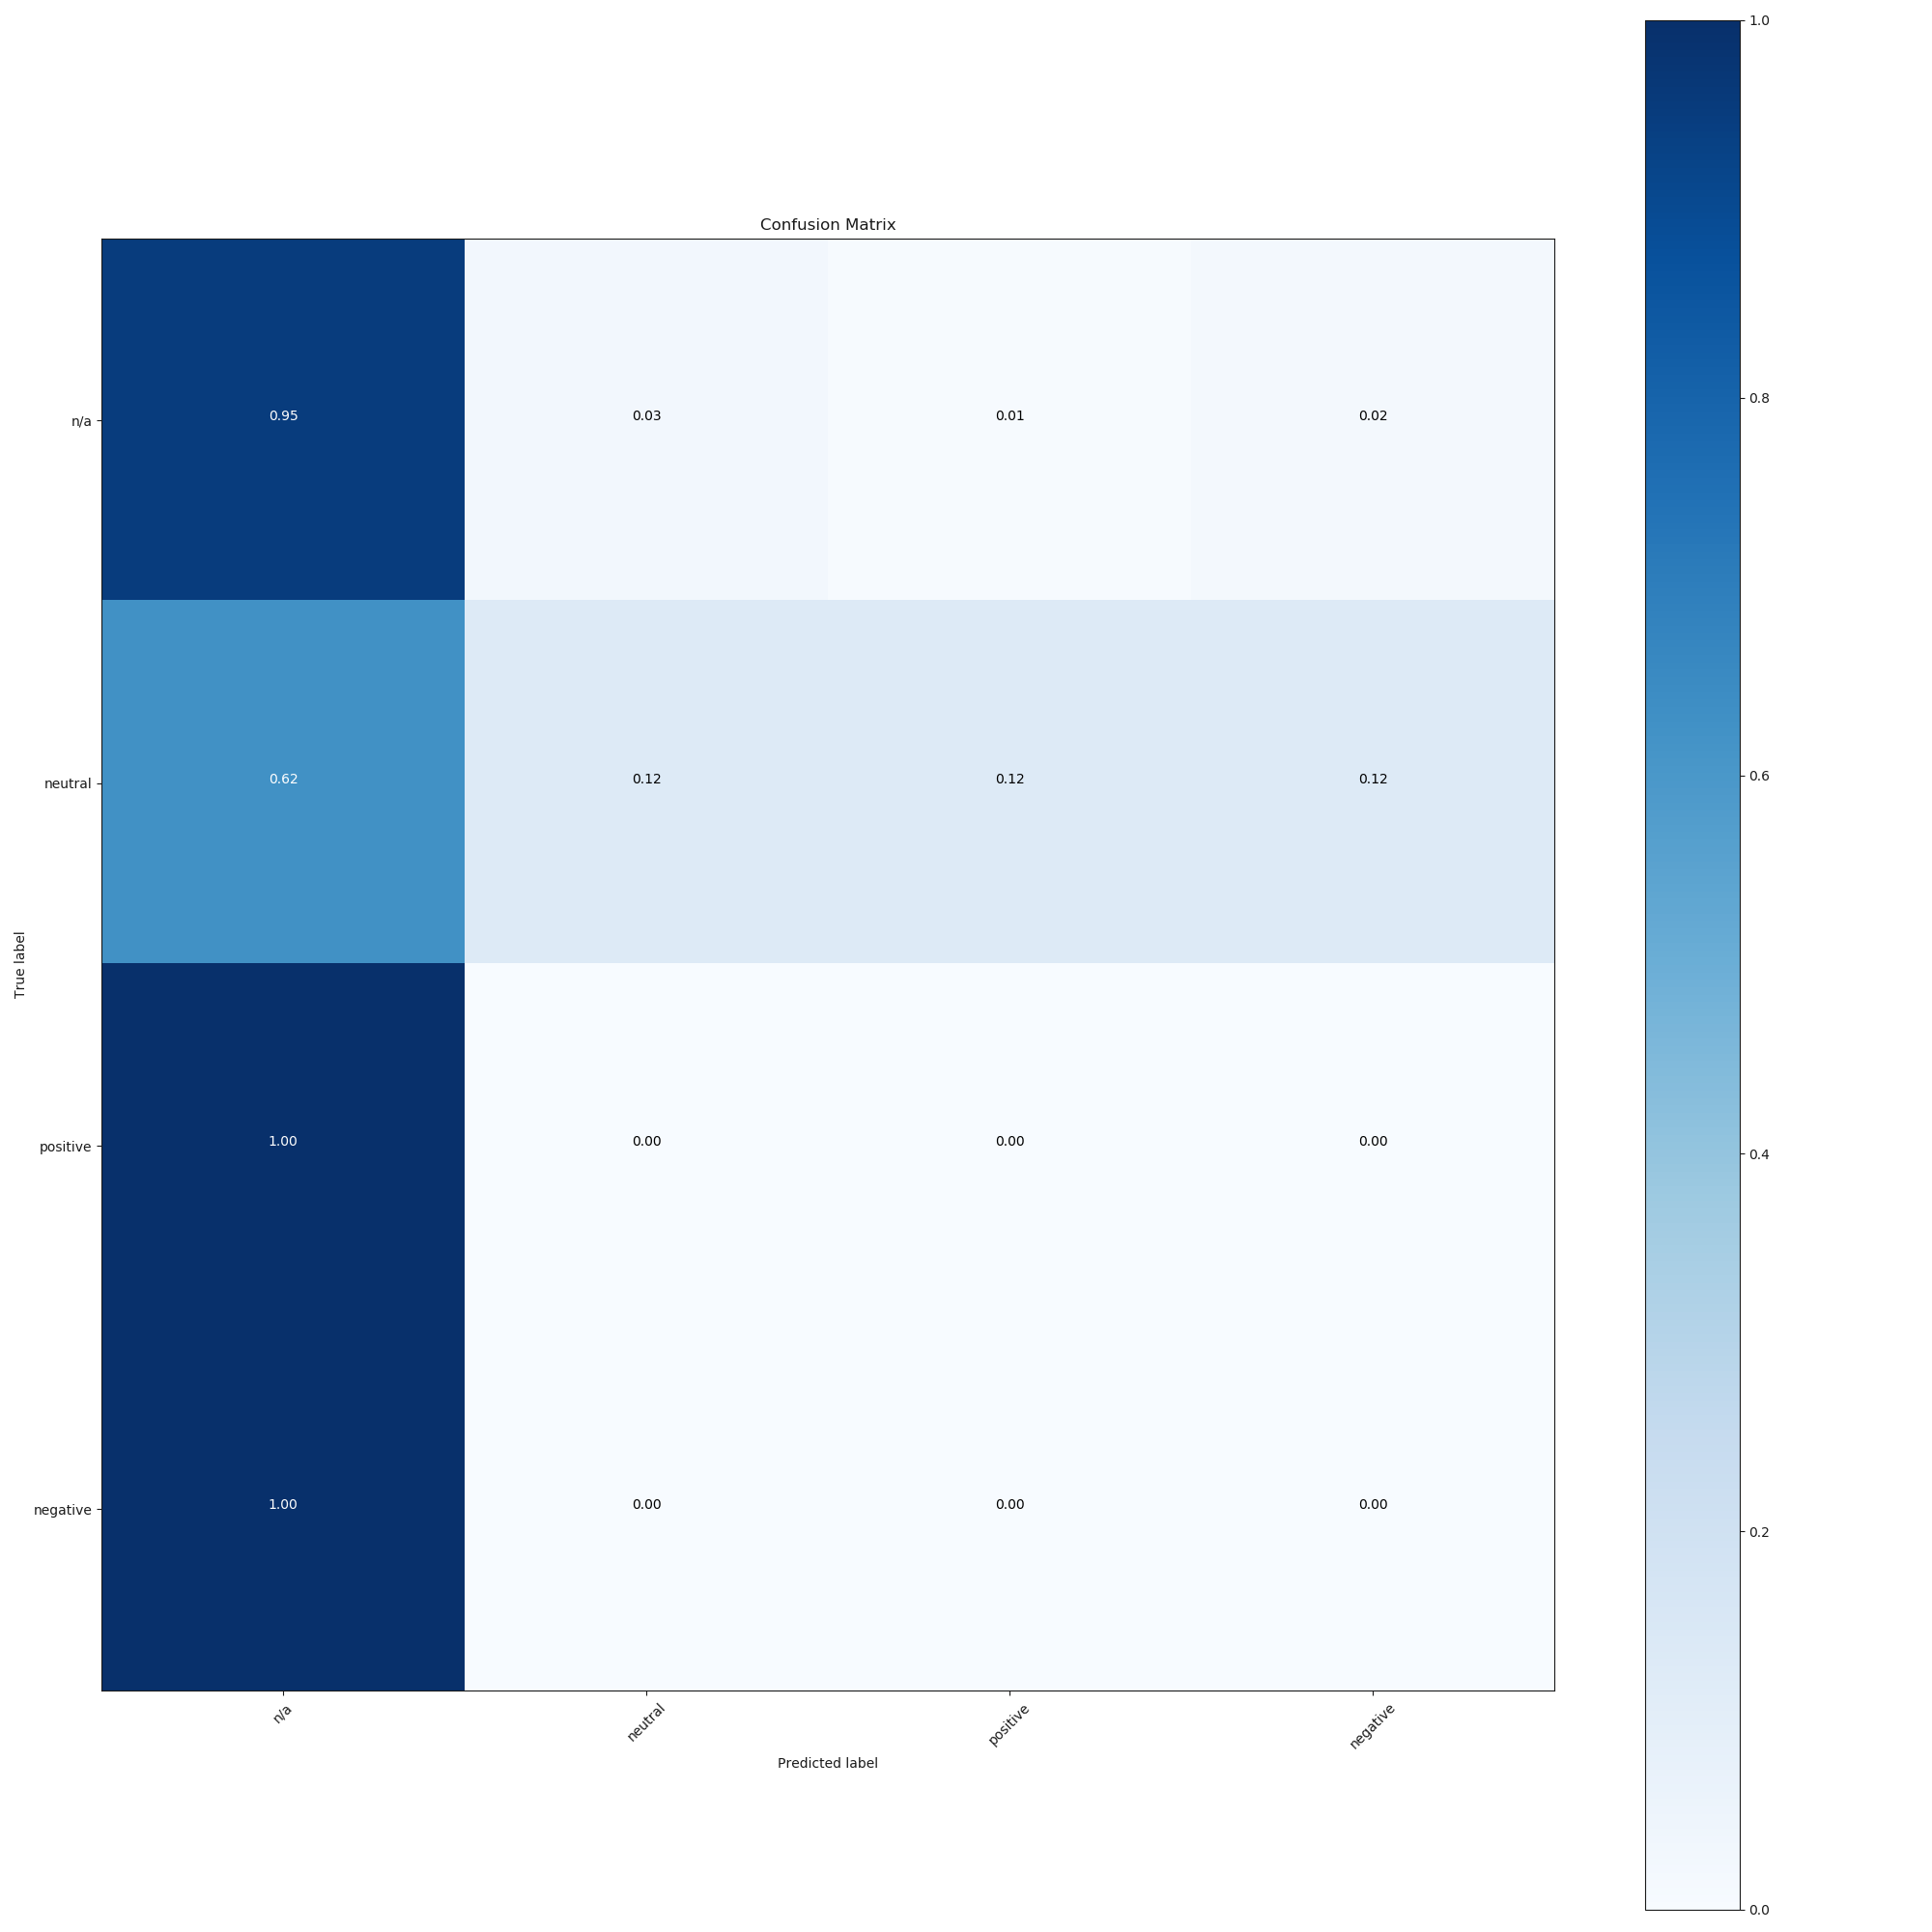 Confusion Matrix
1.0
0.8
0.6
0.4
0.2
0.0
True label
n/a 0.95 0.03 0.01 0.02
neutral 0.62 0.12 0.12 0.12
positive 1.00 0.00 0.00 0.00
negative 1.00 0.00 0.00 0.00
n/a neutral positive negative
Predicted label